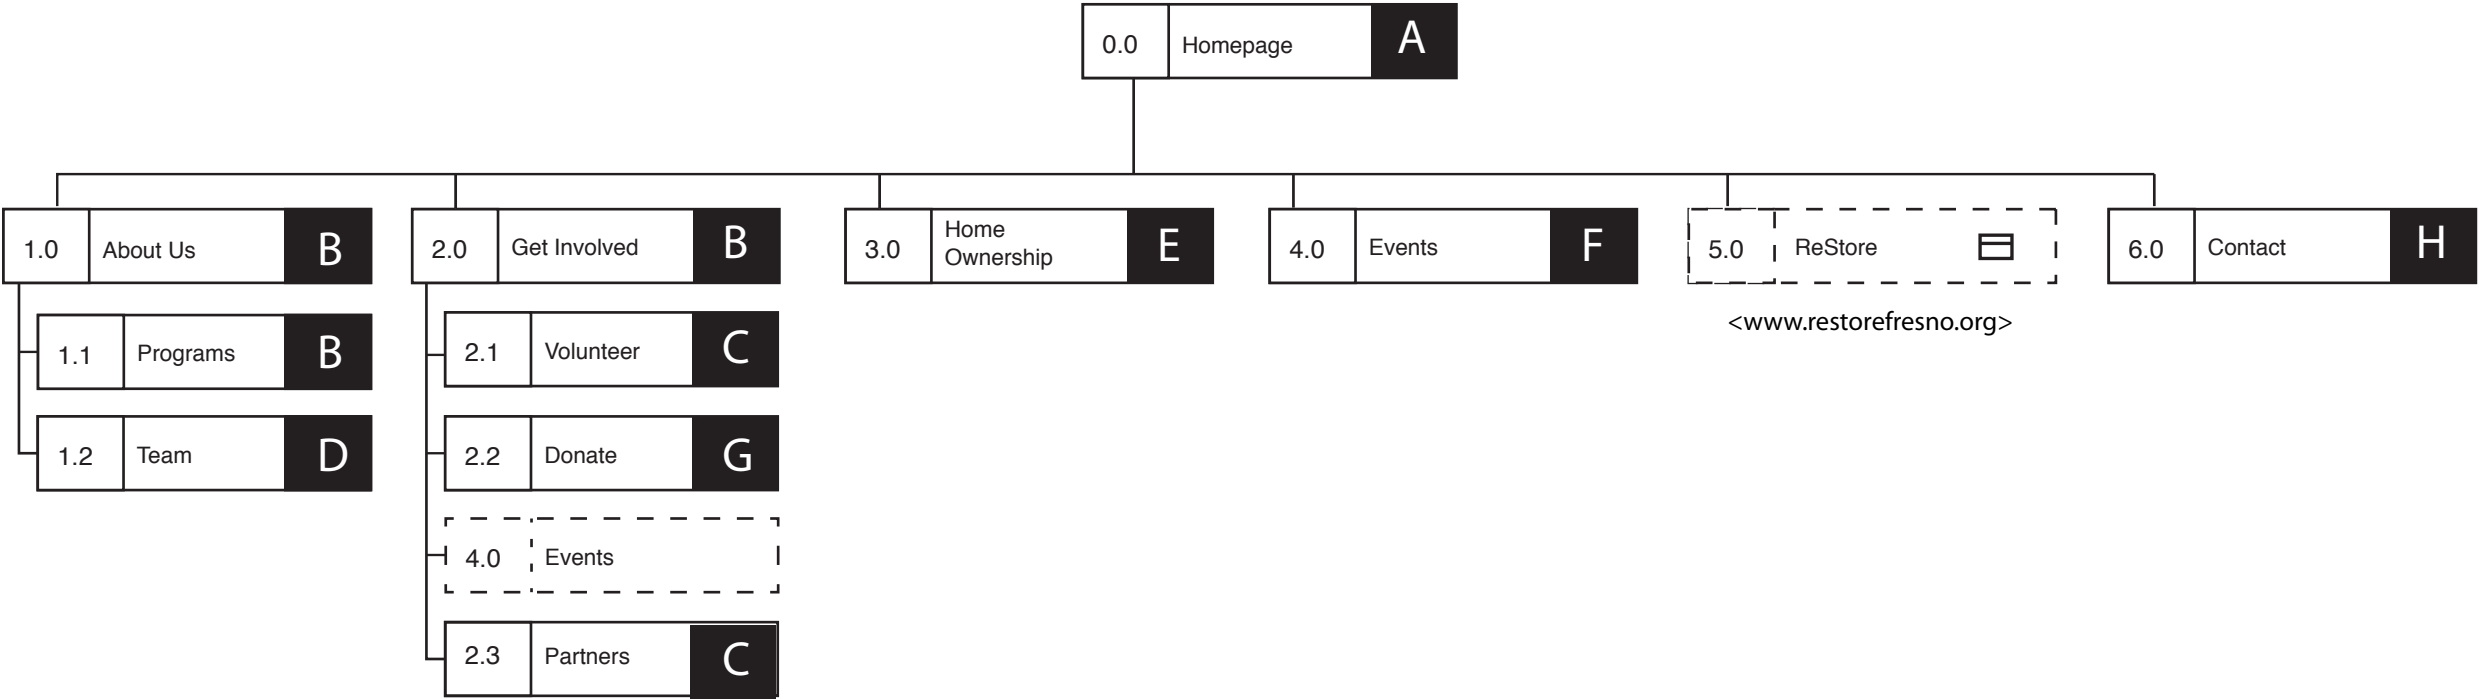 0.0 Homepage A
1.0 About Us B
2.0 Get Involved B
3.0 Home
Ownership E
4.0 Events F
5.0 ReStore
6.0 Contact H
<www.restorefresno.org>
1.1 Programs B
1.2 Team D
2.1 Volunteer C
2.2 Donate G
4.0 Events
2.3 Partners C